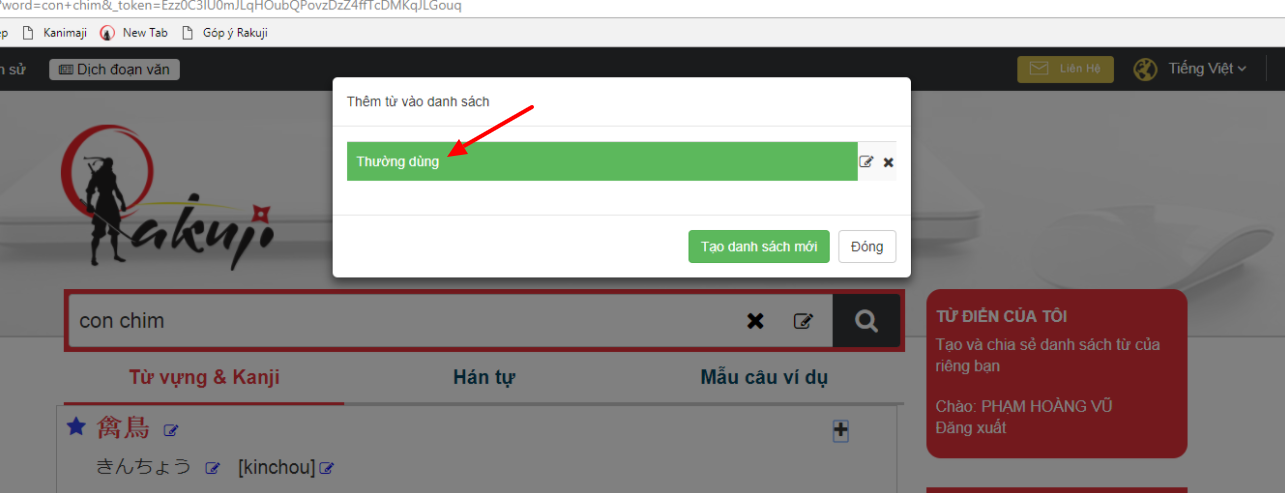 ?word=con+chim&_token=Ezz0C3IU0mJLqHOubQPovzDzZ4ffTcDMKqJLGouq
ep Kanimaji New Tab Góp ý Rakuji
n sử Dịch đoạn văn Liên Hệ Tiếng Việt
Thêm từ vào danh sách
Thường dùng
Tạo danh sách mới Đóng
Rakuji
con chim
Từ vựng & Kanji Hán tự Mẫu câu ví dụ
禽鳥
きんちょう [kinchou]
TỪ ĐIỂN CỦA TÔI
Tạo và chia sẻ danh sách từ của
riêng bạn
Chào: PHẠM HOÀNG VŨ
Đăng xuất